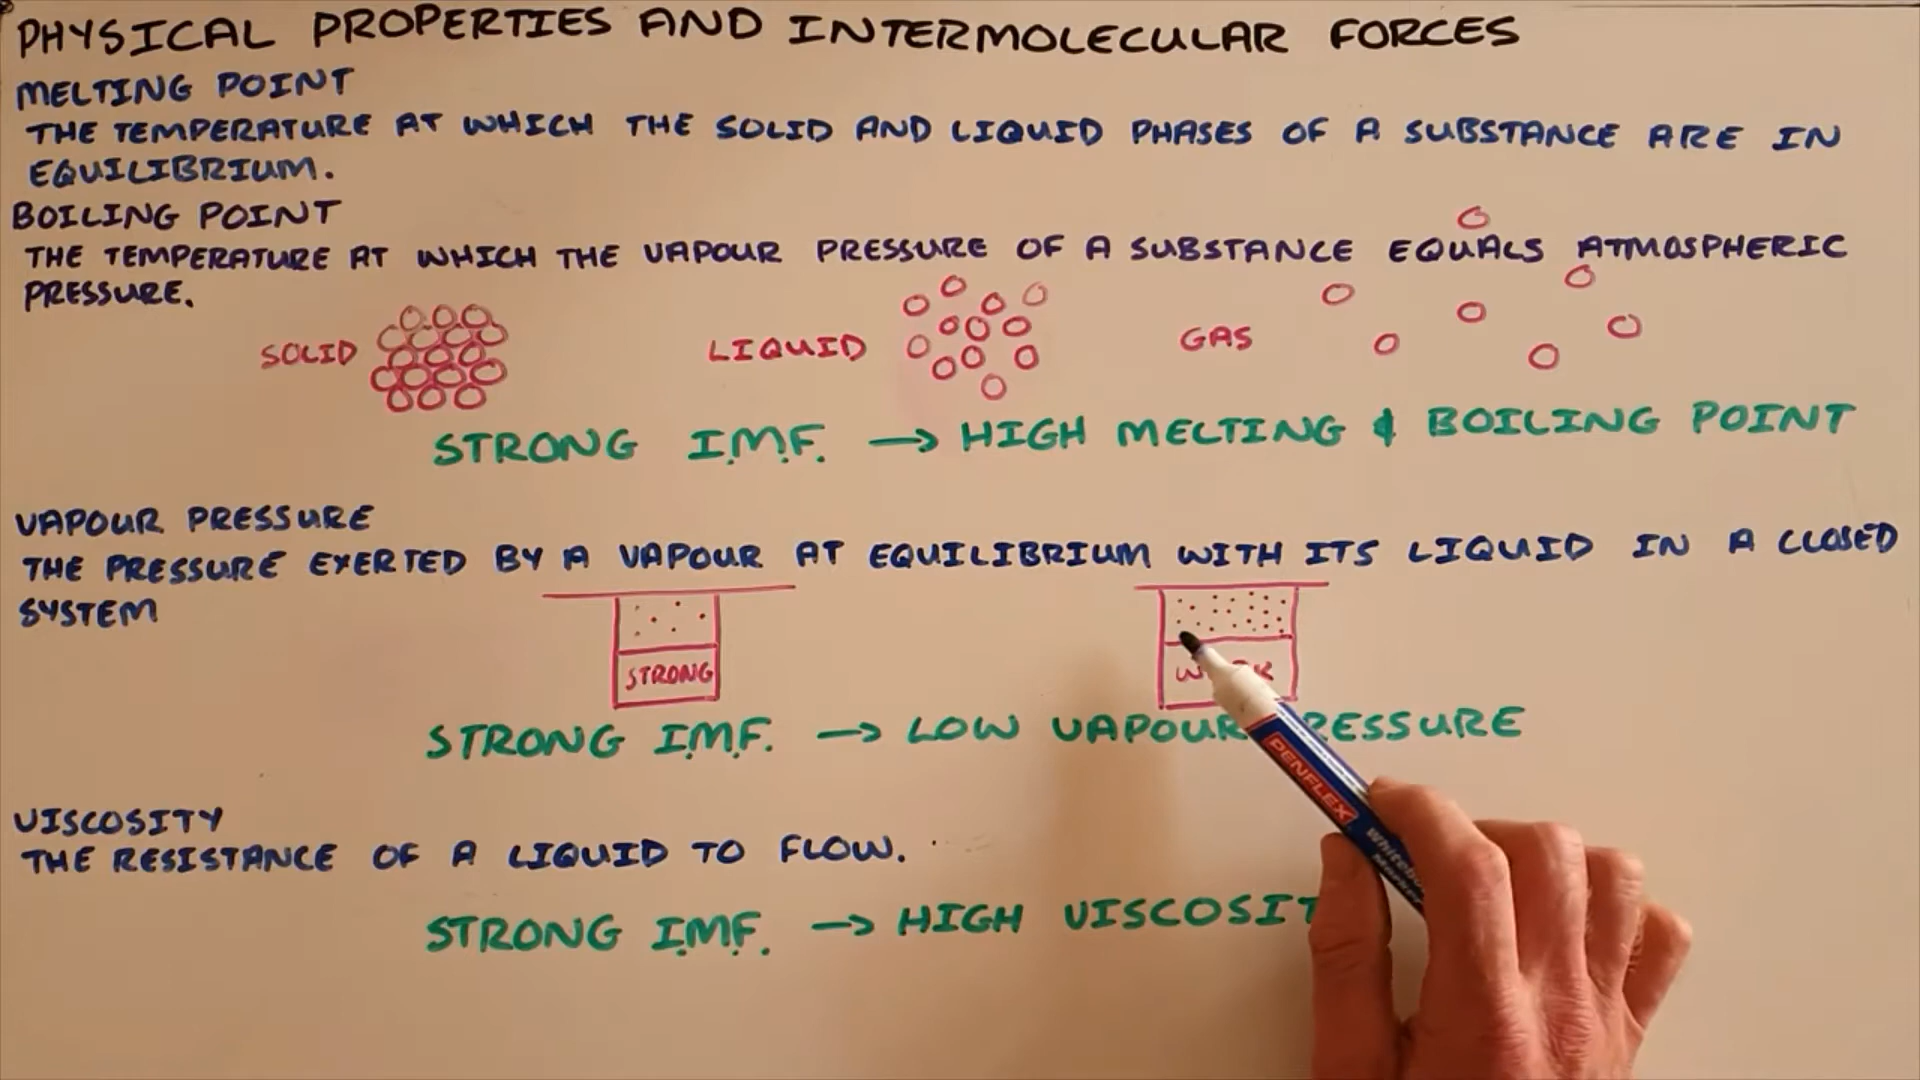 PHYSICAL PROPERTIES AND INTERMOLECULAR FORCES
MELTING POINT
THE TEMPERATURE AT WHICH THE SOLID AND LIQUID PHASES OF A SUBSTANCE ARE IN
EQUILIBRIUM.
BOILING POINT
THE TEMPERATURE AT WHICH THE VAPOUR PRESSURE OF A SUBSTANCE EQUALS ATMOSPHERIC
PRESSURE.
SOLID LIQUID GAS
STRONG I.M.F. → HIGH MELTING & BOILING POINT
VAPOUR PRESSURE
THE PRESSURE EXERTED BY A VAPOUR AT EQUILIBRIUM WITH ITS LIQUID IN A CLOSED
SYSTEM
STRONG
STRONG I.M.F. → LOW VAPOUR PRESSURE
PENFLEX
VISCOSITY
THE RESISTANCE OF A LIQUID TO FLOW.
STRONG I.M.F. → HIGH VISCOSIT